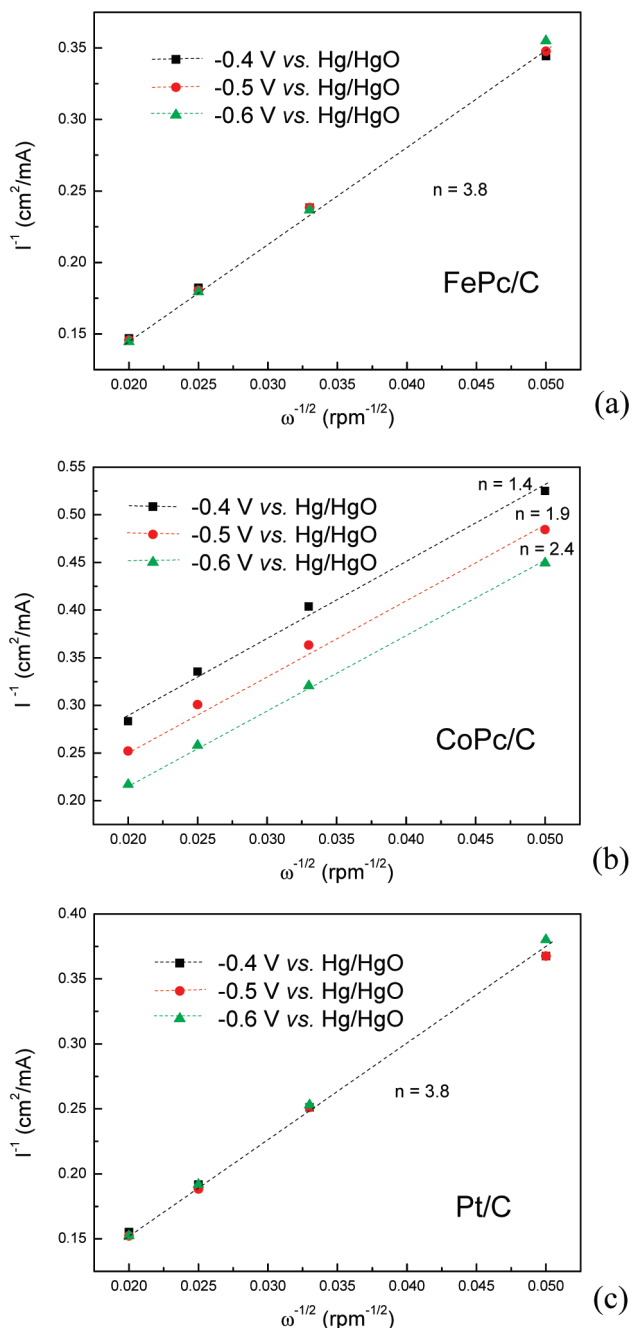 0.35
0.30
0.25
0.20
0.15
I⁻¹ (cm²/mA)
-0.4 V vs. Hg/HgO
-0.5 V vs. Hg/HgO
-0.6 V vs. Hg/HgO
n = 3.8
FePc/C
0.020 0.025 0.030 0.035 0.040 0.045 0.050
ω⁻¹/² (rpm⁻¹/²)
(a)
0.55
0.50
0.45
0.40
0.35
0.30
0.25
0.20
I⁻¹ (cm²/mA)
-0.4 V vs. Hg/HgO
-0.5 V vs. Hg/HgO
-0.6 V vs. Hg/HgO
n = 1.4
n = 1.9
n = 2.4
CoPc/C
0.020 0.025 0.030 0.035 0.040 0.045 0.050
ω⁻¹/² (rpm⁻¹/²)
(b)
0.40
0.35
0.30
0.25
0.20
0.15
I⁻¹ (cm²/mA)
-0.4 V vs. Hg/HgO
-0.5 V vs. Hg/HgO
-0.6 V vs. Hg/HgO
n = 3.8
Pt/C
0.020 0.025 0.030 0.035 0.040 0.045 0.050
ω⁻¹/² (rpm⁻¹/²)
(c)